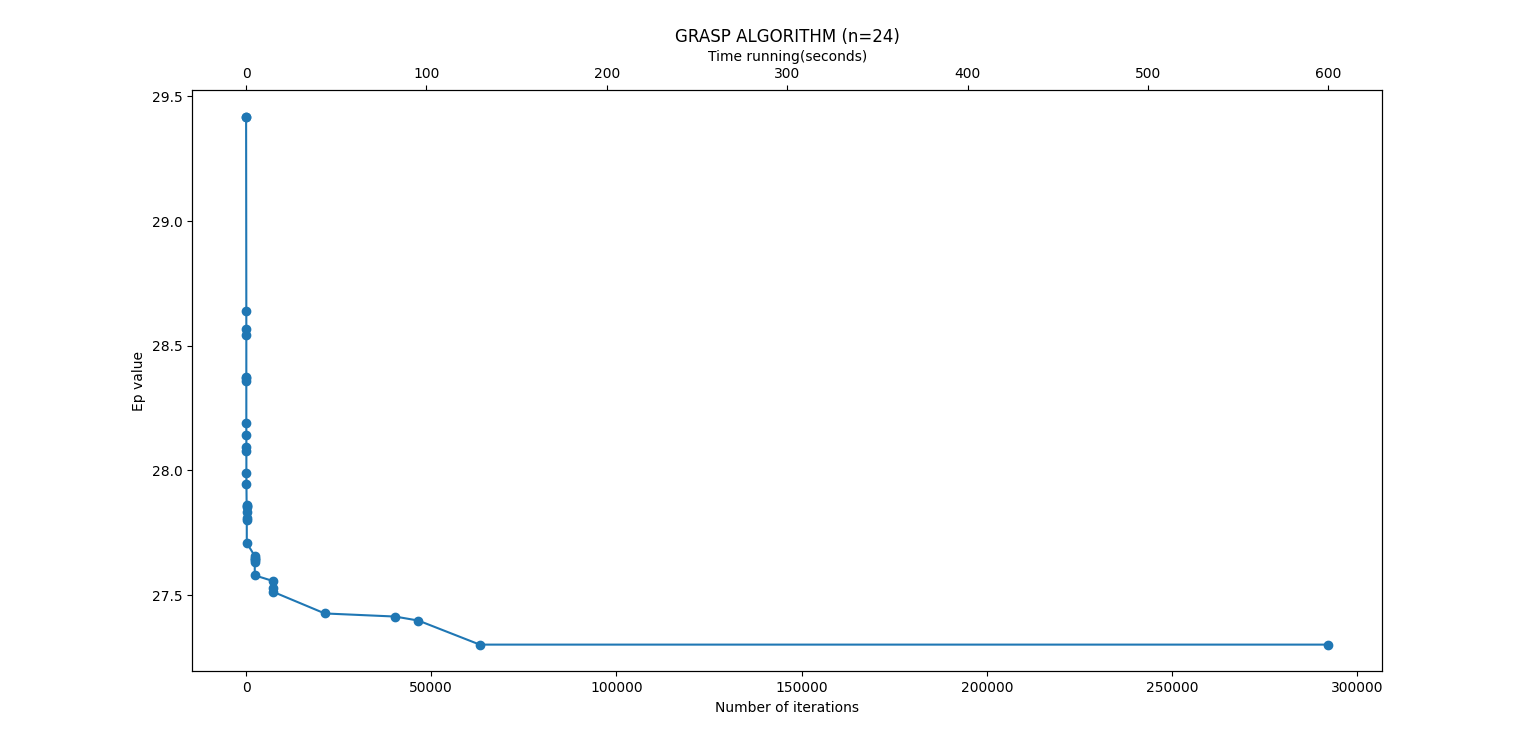 GRASP ALGORITHM (n=24)
Time running(seconds)
0 100 200 300 400 500 600
29.5
29.0
28.5
28.0
27.5
Ep value
0 50000 100000 150000 200000 250000 300000
Number of iterations